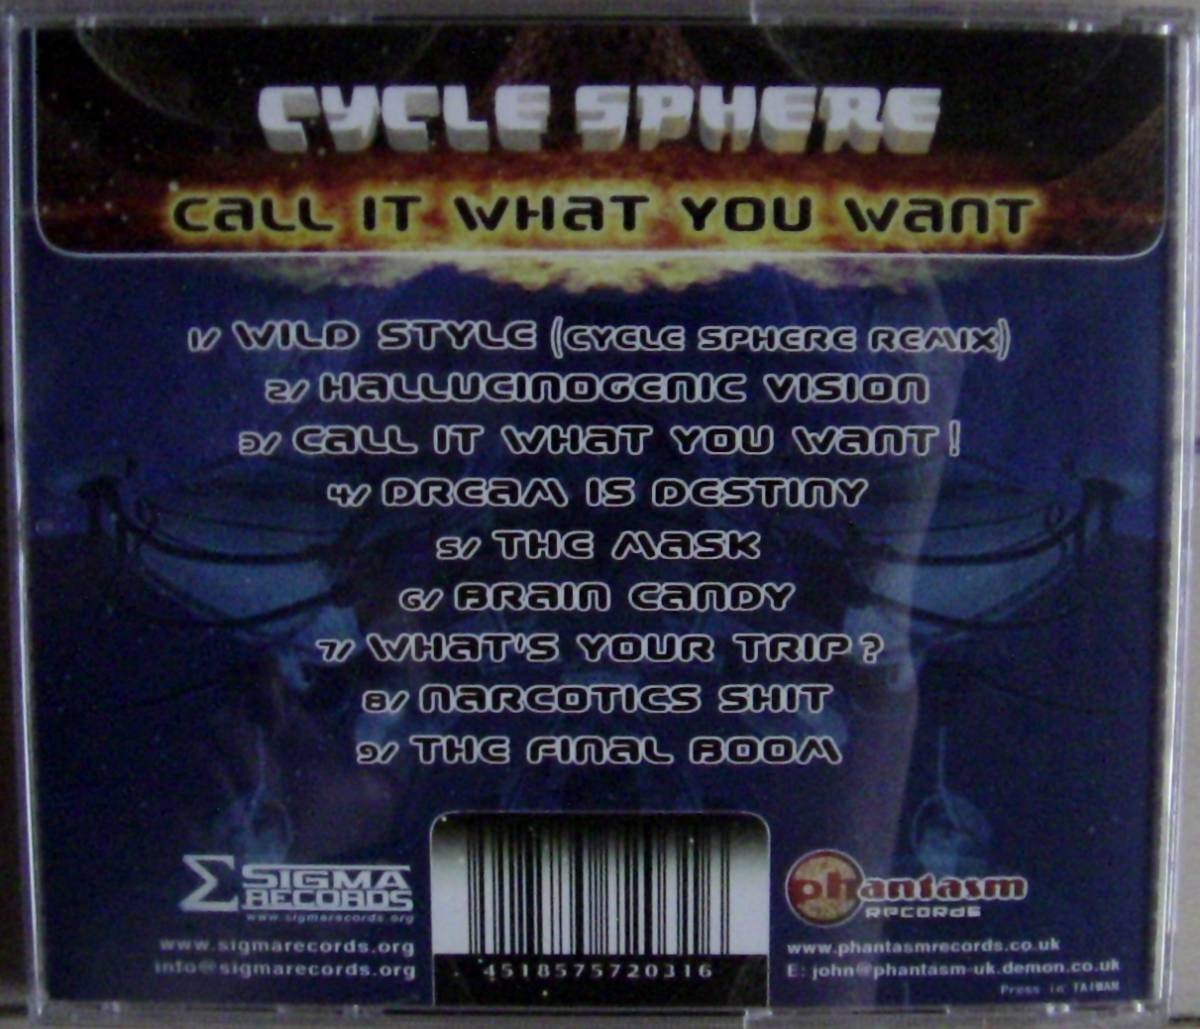 CYCLE SPHERE
CALL IT WHAT YOU WANT
1/ WILD STYLE (CYCLE SPHERE REMIX)
2/ HALLUCINOGENIC VISION
3/ CALL IT WHAT YOU WANT!
4/ DREAM IS DESTINY
5/ THE MASK
6/ BRAIN CANDY
7/ WHAT'S YOUR TRIP?
8/ NARCOTICS SHIT
9/ THE FINAL BOOM
Σ SIGMA RECORDS
www.sigmarecords.org
www.sigmarecords.org
info@sigmarecords.org
4518575720316
phantasm
RECORDS
www.phantasmrecords.co.uk
E: john@phantasm-uk.demon.co.uk
Press in TAIWAN